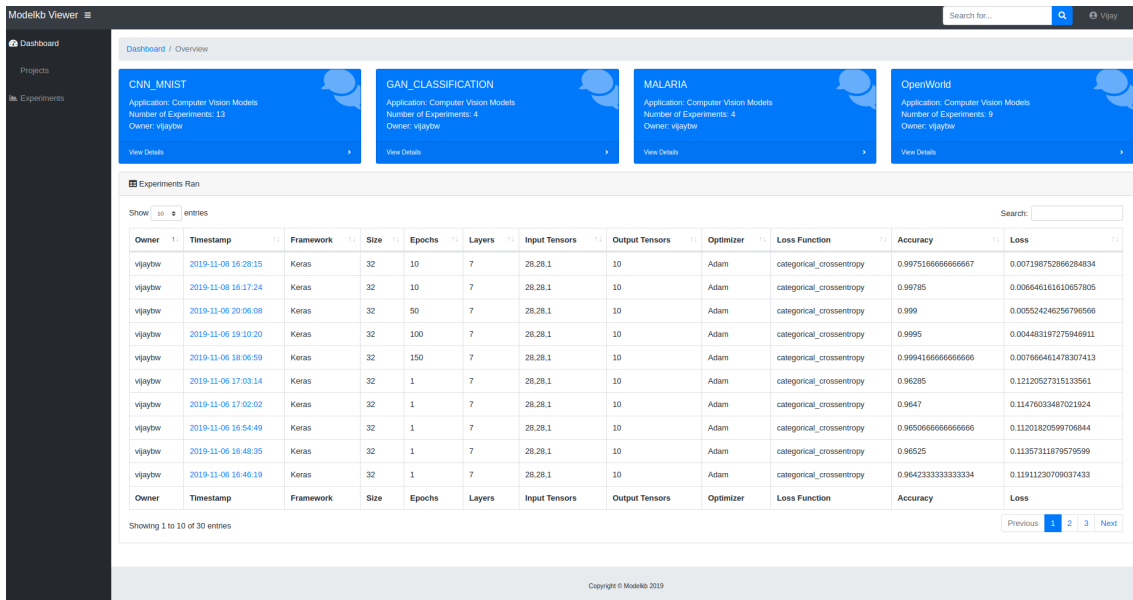 Modelkb Viewer
Search for...
Vijay
Dashboard
Projects
Experiments
Dashboard / Overview
CNN_MNIST
Application: Computer Vision Models
Number of Experiments: 13
Owner: vijaybw
View Details
GAN_CLASSIFICATION
Application: Computer Vision Models
Number of Experiments: 4
Owner: vijaybw
View Details
MALARIA
Application: Computer Vision Models
Number of Experiments: 4
Owner: vijaybw
View Details
OpenWorld
Application: Computer Vision Models
Number of Experiments: 9
Owner: vijaybw
View Details
Experiments Ran
Show 10 entries
Search:
Owner Timestamp Framework Size Epochs Layers Input Tensors Output Tensors Optimizer Loss Function Accuracy Loss
vijaybw 2019-11-08 16:28:15 Keras 32 10 7 28,28,1 10 Adam categorical_crossentropy 0.9975166666666667 0.007198752866284834
vijaybw 2019-11-08 16:17:24 Keras 32 10 7 28,28,1 10 Adam categorical_crossentropy 0.99785 0.006646161610657805
vijaybw 2019-11-06 20:06:08 Keras 32 50 7 28,28,1 10 Adam categorical_crossentropy 0.999 0.005524246256796566
vijaybw 2019-11-06 19:10:20 Keras 32 100 7 28,28,1 10 Adam categorical_crossentropy 0.9995 0.004483197275946911
vijaybw 2019-11-06 18:06:59 Keras 32 150 7 28,28,1 10 Adam categorical_crossentropy 0.9994166666666666 0.007666461478307413
vijaybw 2019-11-06 17:03:14 Keras 32 1 7 28,28,1 10 Adam categorical_crossentropy 0.96285 0.12120527315133561
vijaybw 2019-11-06 17:02:02 Keras 32 1 7 28,28,1 10 Adam categorical_crossentropy 0.9647 0.11476033487021924
vijaybw 2019-11-06 16:54:49 Keras 32 1 7 28,28,1 10 Adam categorical_crossentropy 0.9650666666666666 0.11201820599706844
vijaybw 2019-11-06 16:48:35 Keras 32 1 7 28,28,1 10 Adam categorical_crossentropy 0.96525 0.11357311879579599
vijaybw 2019-11-06 16:46:19 Keras 32 1 7 28,28,1 10 Adam categorical_crossentropy 0.9642333333333334 0.11911230709037433
Owner Timestamp Framework Size Epochs Layers Input Tensors Output Tensors Optimizer Loss Function Accuracy Loss
Showing 1 to 10 of 30 entries
Previous 1 2 3 Next
Copyright © Modelkb 2019